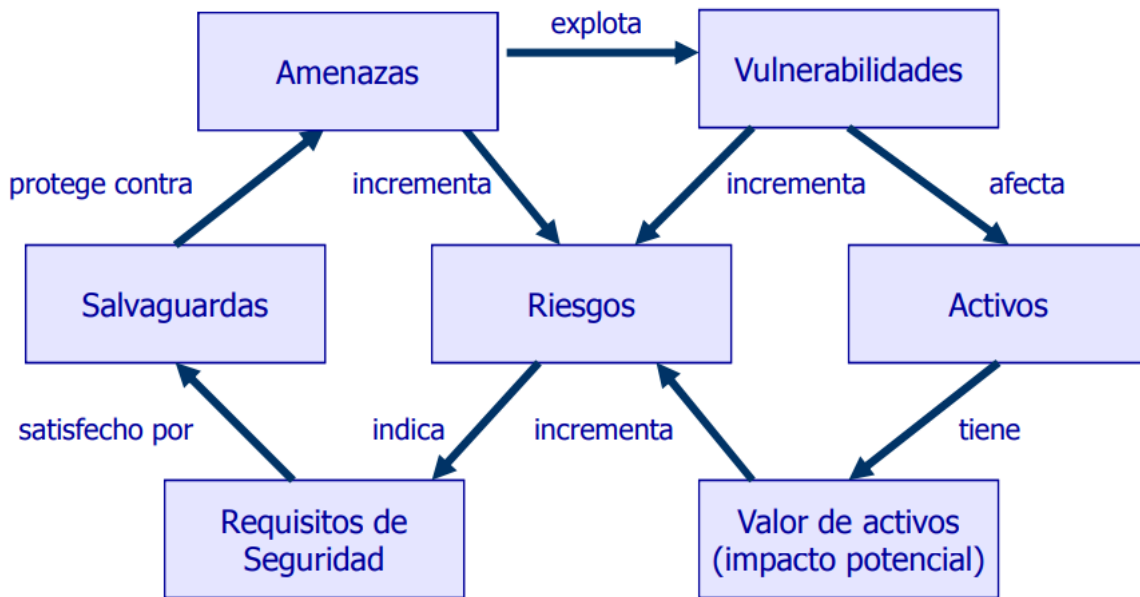 explota
Amenazas
Vulnerabilidades
protege contra
incrementa
incrementa
afecta
Salvaguardas
Riesgos
Activos
satisfecho por
indica
incrementa
tiene
Requisitos de
Seguridad
Valor de activos
(impacto potencial)